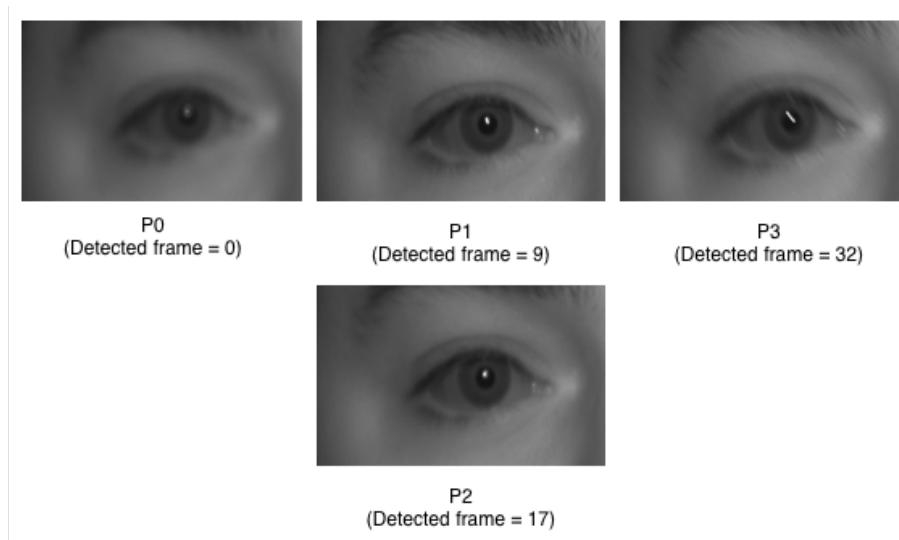 P0
(Detected frame = 0)
P1
(Detected frame = 9)
P3
(Detected frame = 32)
P2
(Detected frame = 17)